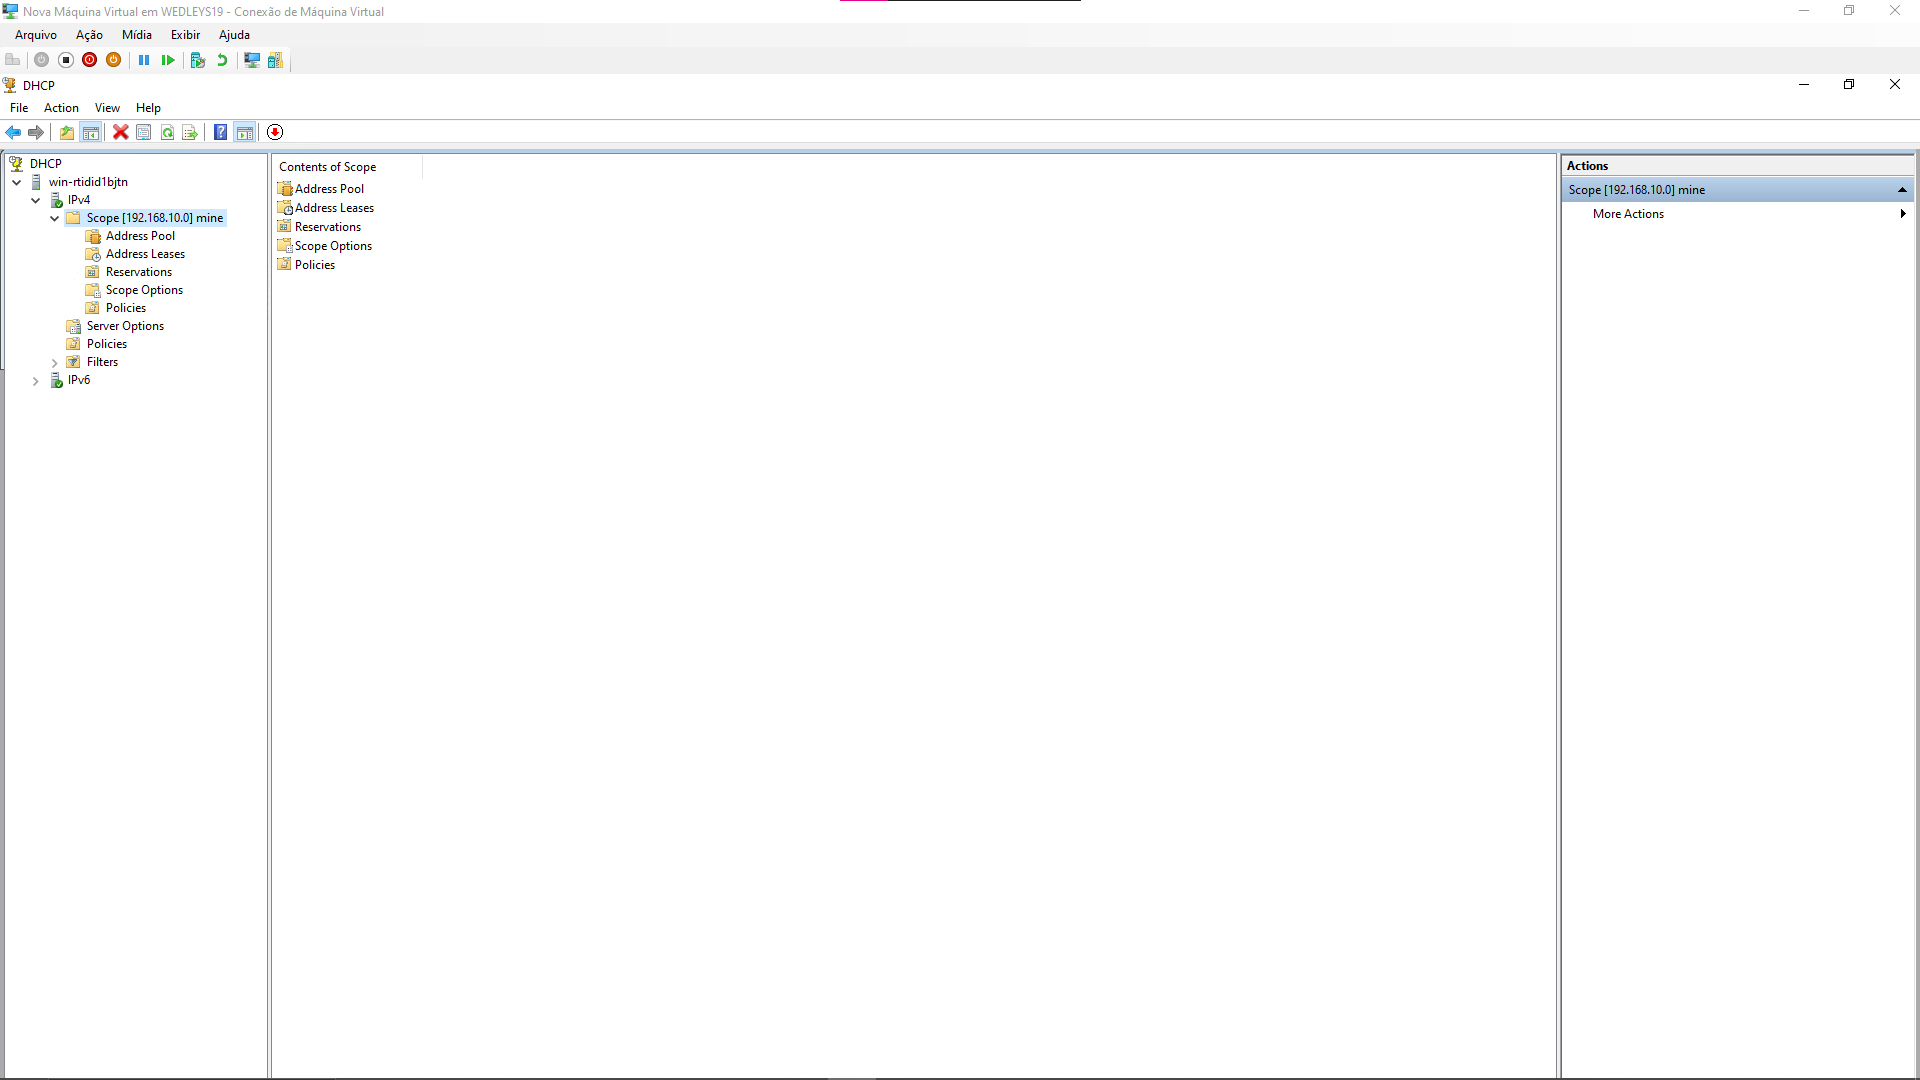 Nova Máquina Virtual em WEDLEYS19 - Conexão de Máquina Virtual
Arquivo Ação Mídia Exibir Ajuda
DHCP
File Action View Help
DHCP
win-rtidid1bjtn
IPv4
Scope [192.168.10.0] mine
Address Pool
Address Leases
Reservations
Scope Options
Policies
Server Options
Policies
Filters
IPv6
Contents of Scope
Address Pool
Address Leases
Reservations
Scope Options
Policies
Actions
Scope [192.168.10.0] mine
More Actions